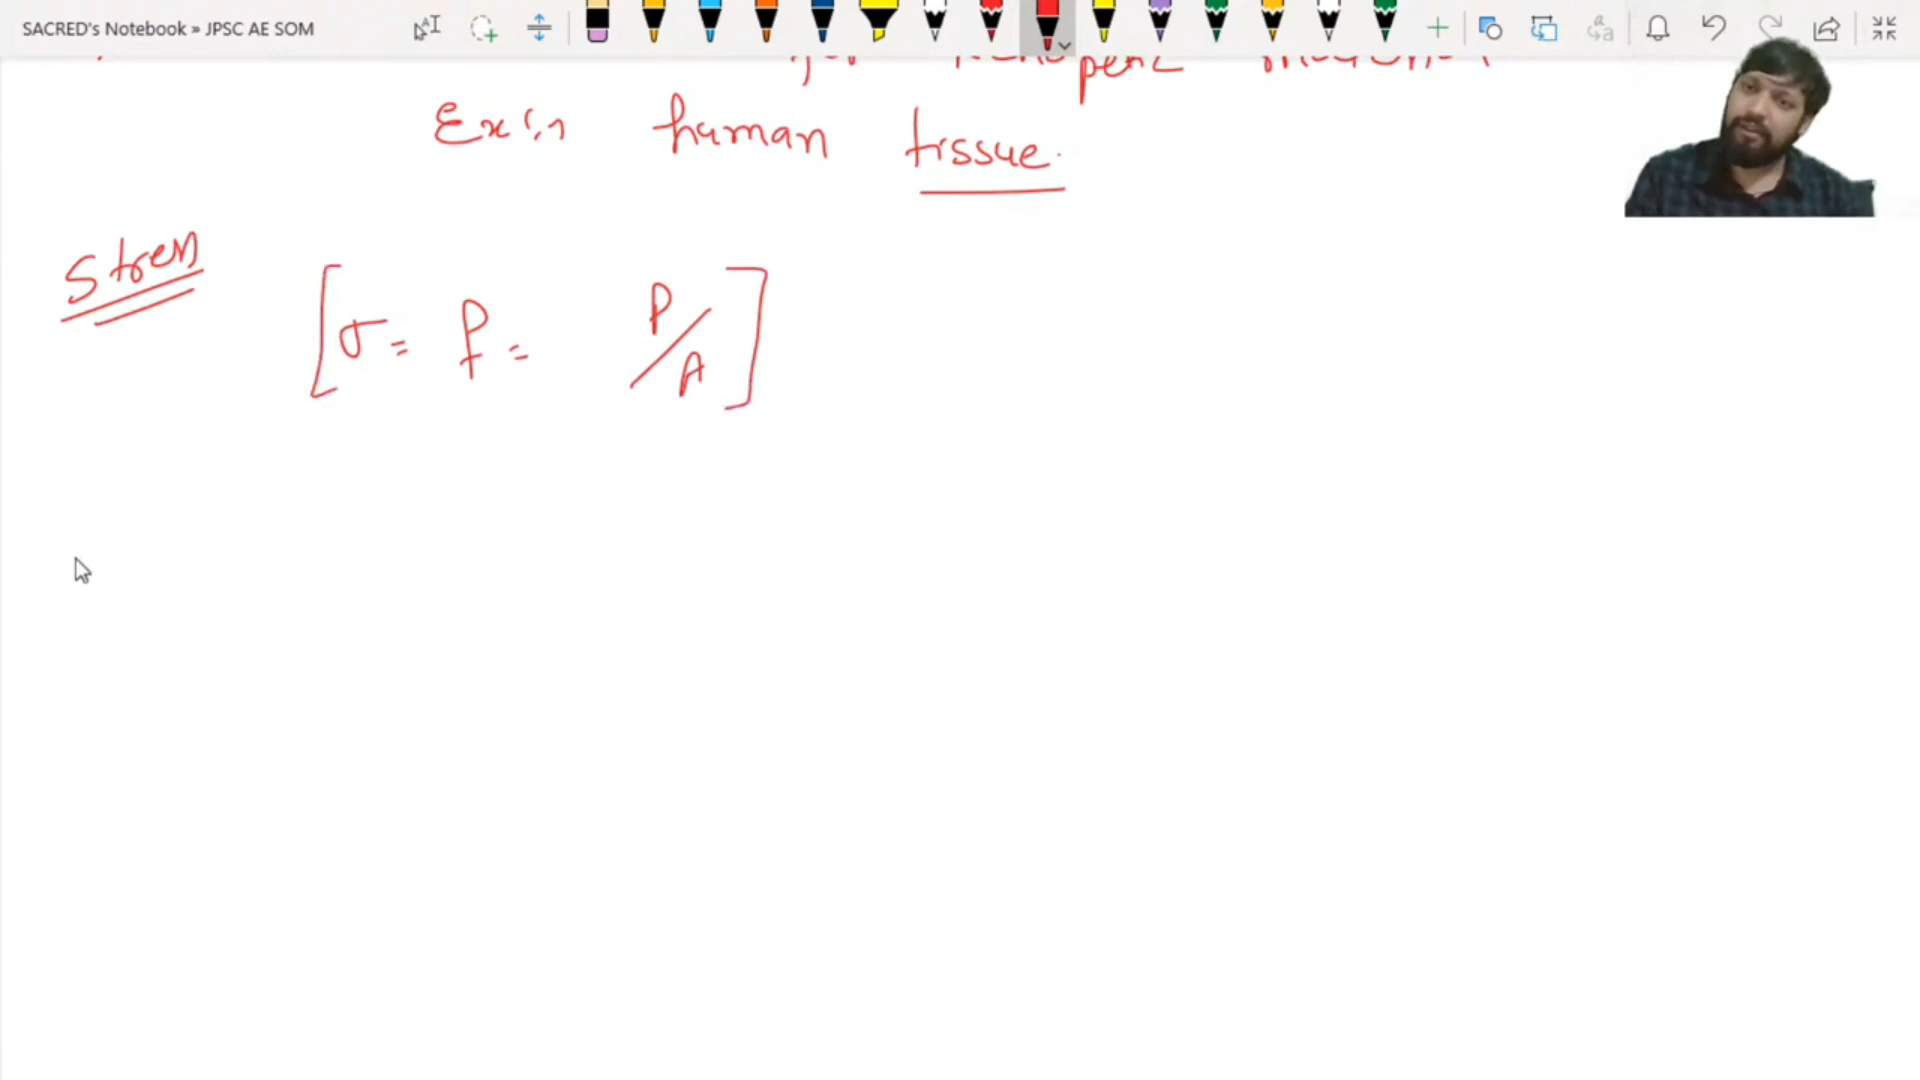 SACRED's Notebook » JPSC AE SOM
Ex:-, human tissue.
Stress
[σ = f = P/A]